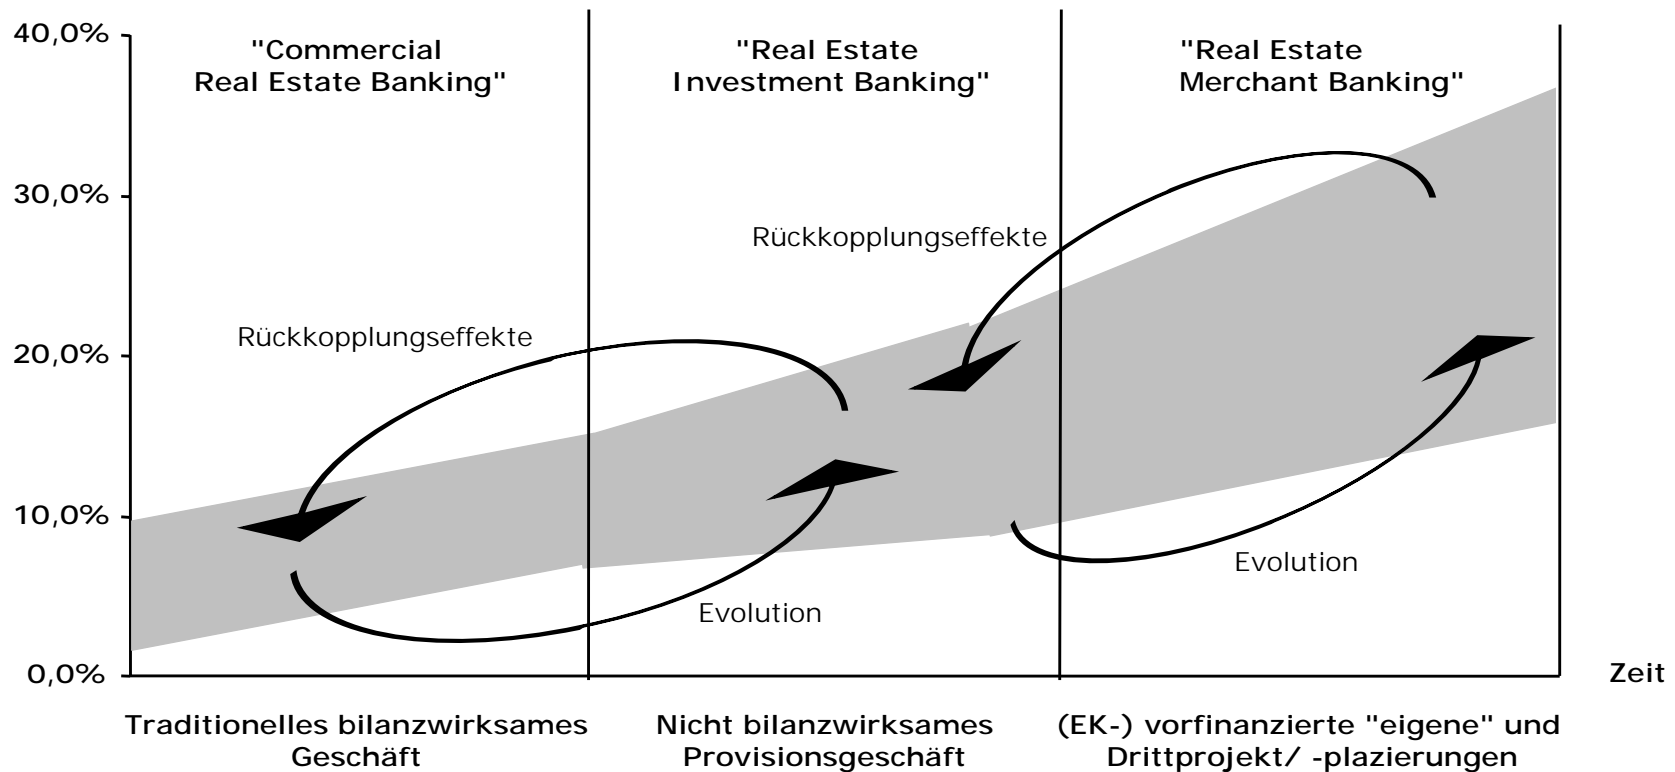 40,0%
"Commercial
Real Estate Banking"
"Real Estate
Investment Banking"
"Real Estate
Merchant Banking"
30,0%
Rückkopplungseffekte
Rückkopplungseffekte
20,0%
10,0%
Evolution
Evolution
0,0%
Zeit
Traditionelles bilanzwirksames
Geschäft
Nicht bilanzwirksames
Provisionsgeschäft
(EK-) vorfinanzierte "eigene" und
Drittprojekt/ -plazierungen